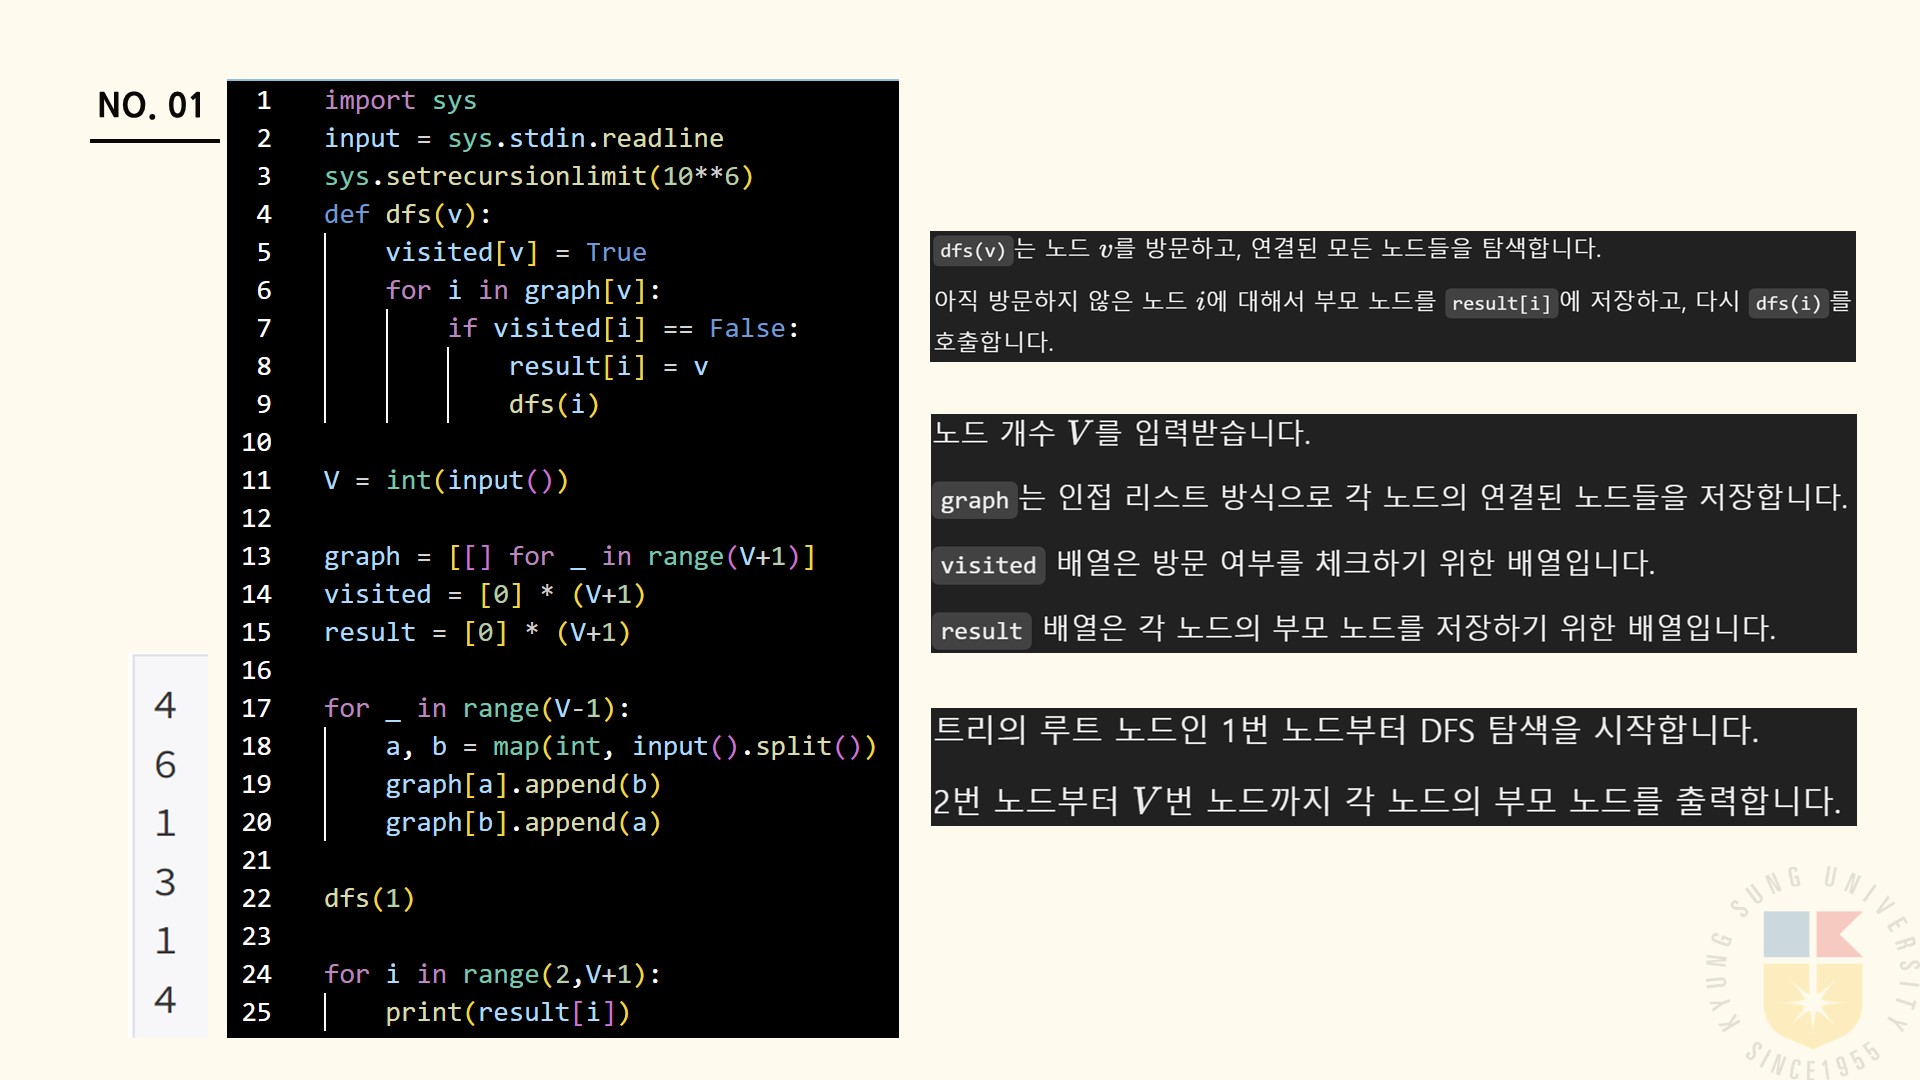 NO. 01
1 import sys
2 input = sys.stdin.readline
3 sys.setrecursionlimit(10**6)
4 def dfs(v):
5     visited[v] = True
6     for i in graph[v]:
7         if visited[i] == False:
8             result[i] = v
9             dfs(i)
10
11 V = int(input())
12
13 graph = [[] for _ in range(V+1)]
14 visited = [0] * (V+1)
15 result = [0] * (V+1)
16
17 for _ in range(V-1):
18     a, b = map(int, input().split())
19     graph[a].append(b)
20     graph[b].append(a)
21
22 dfs(1)
23
24 for i in range(2,V+1):
25     print(result[i])
4
6
1
3
1
4
dfs(v)는 노드 v를 방문하고, 연결된 모든 노드들을 탐색합니다.
아직 방문하지 않은 노드 i에 대해서 부모 노드를 result[i]에 저장하고, 다시 dfs(i)를
호출합니다.
노드 개수 V를 입력받습니다.
graph는 인접 리스트 방식으로 각 노드의 연결된 노드들을 저장합니다.
visited 배열은 방문 여부를 체크하기 위한 배열입니다.
result 배열은 각 노드의 부모 노드를 저장하기 위한 배열입니다.
트리의 루트 노드인 1번 노드부터 DFS 탐색을 시작합니다.
2번 노드부터 V번 노드까지 각 노드의 부모 노드를 출력합니다.
KYUNG SUNG UNIVERSITY
SINCE1955